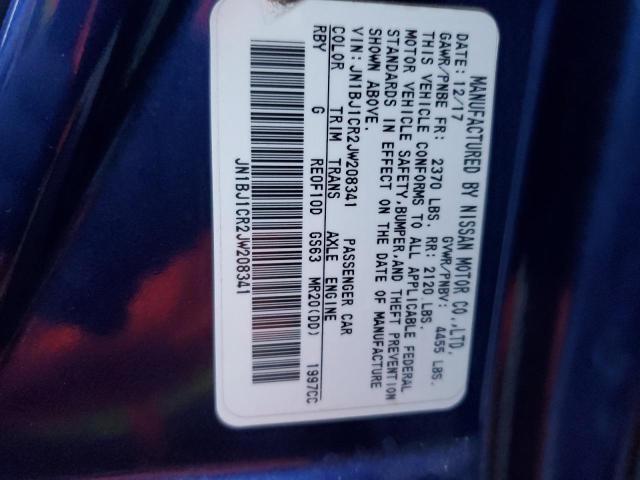 MANUFACTURED BY NISSAN MOTOR CO.,LTD.
DATE: 12/17 GVWR/PNBV: 4455 LBS.
GAWR/PNBE FR: 2370 LBS. RR: 2120 LBS.
THIS VEHICLE CONFORMS TO ALL APPLICABLE FEDERAL
MOTOR VEHICLE SAFETY,BUMPER,AND THEFT PREVENTION
STANDARDS IN EFFECT ON THE DATE OF MANUFACTURE
SHOWN ABOVE.
VIN:JN1BJ1CR2JW208341 PASSENGER CAR
COLOR TRIM TRANS AXLE ENGINE
RBY G RE0F10D GS63 MR20(DD) 1997CC
JN1BJ1CR2JW208341